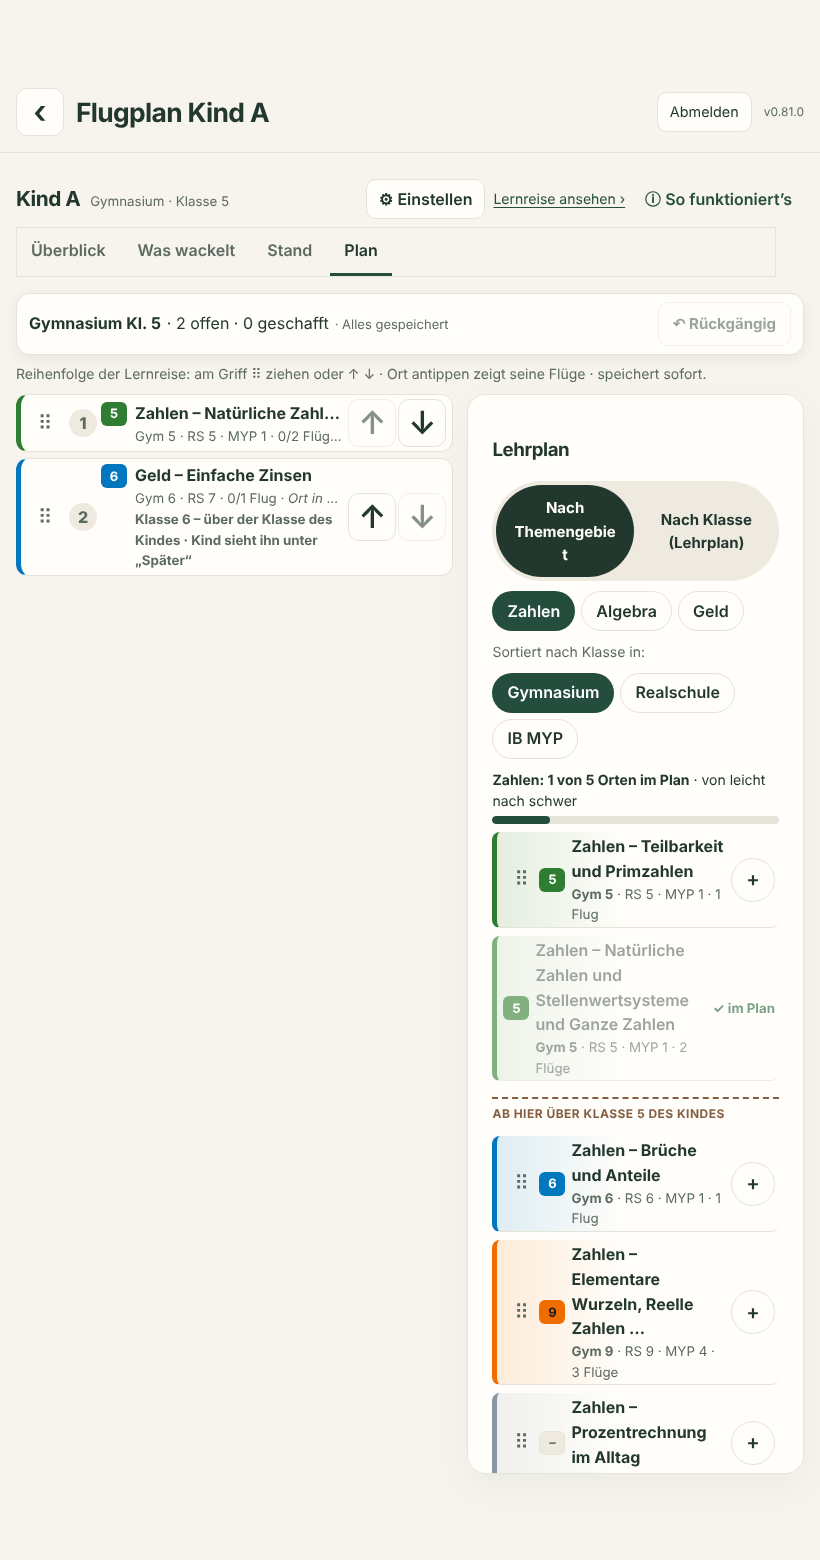 ‹ Flugplan Kind A
Abmelden
v0.81.0
Kind A Gymnasium · Klasse 5
⚙ Einstellen
Lernreise ansehen ›
ⓘ So funktioniert’s
Überblick
Was wackelt
Stand
Plan
Gymnasium Kl. 5 · 2 offen · 0 geschafft · Alles gespeichert
↶ Rückgängig
Reihenfolge der Lernreise: am Griff ⠿ ziehen oder ↑ ↓ · Ort antippen zeigt seine Flüge · speichert sofort.
⠿ 1 5 Zahlen – Natürliche Zahl... ↑ ↓
Gym 5 · RS 5 · MYP 1 · 0/2 Flüg...
⠿ 2 6 Geld – Einfache Zinsen ↑ ↓
Gym 6 · RS 7 · 0/1 Flug · Ort in ...
Klasse 6 – über der Klasse des
Kindes · Kind sieht ihn unter
„Später“
Lehrplan
Nach
Themengebie
t
Nach Klasse
(Lehrplan)
Zahlen
Algebra
Geld
Sortiert nach Klasse in:
Gymnasium
Realschule
IB MYP
Zahlen: 1 von 5 Orten im Plan · von leicht
nach schwer
⠿ 5 Zahlen – Teilbarkeit
und Primzahlen
Gym 5 · RS 5 · MYP 1 · 1
Flug
+
5 Zahlen – Natürliche
Zahlen und
Stellenwertsysteme
und Ganze Zahlen
Gym 5 · RS 5 · MYP 1 · 2
Flüge
✓ im Plan
AB HIER ÜBER KLASSE 5 DES KINDES
⠿ 6 Zahlen – Brüche
und Anteile
Gym 6 · RS 6 · MYP 1 · 1
Flug
+
⠿ 9 Zahlen –
Elementare
Wurzeln, Reelle
Zahlen ...
Gym 9 · RS 9 · MYP 4 ·
3 Flüge
+
⠿ – Zahlen –
Prozentrechnung
im Alltag
+